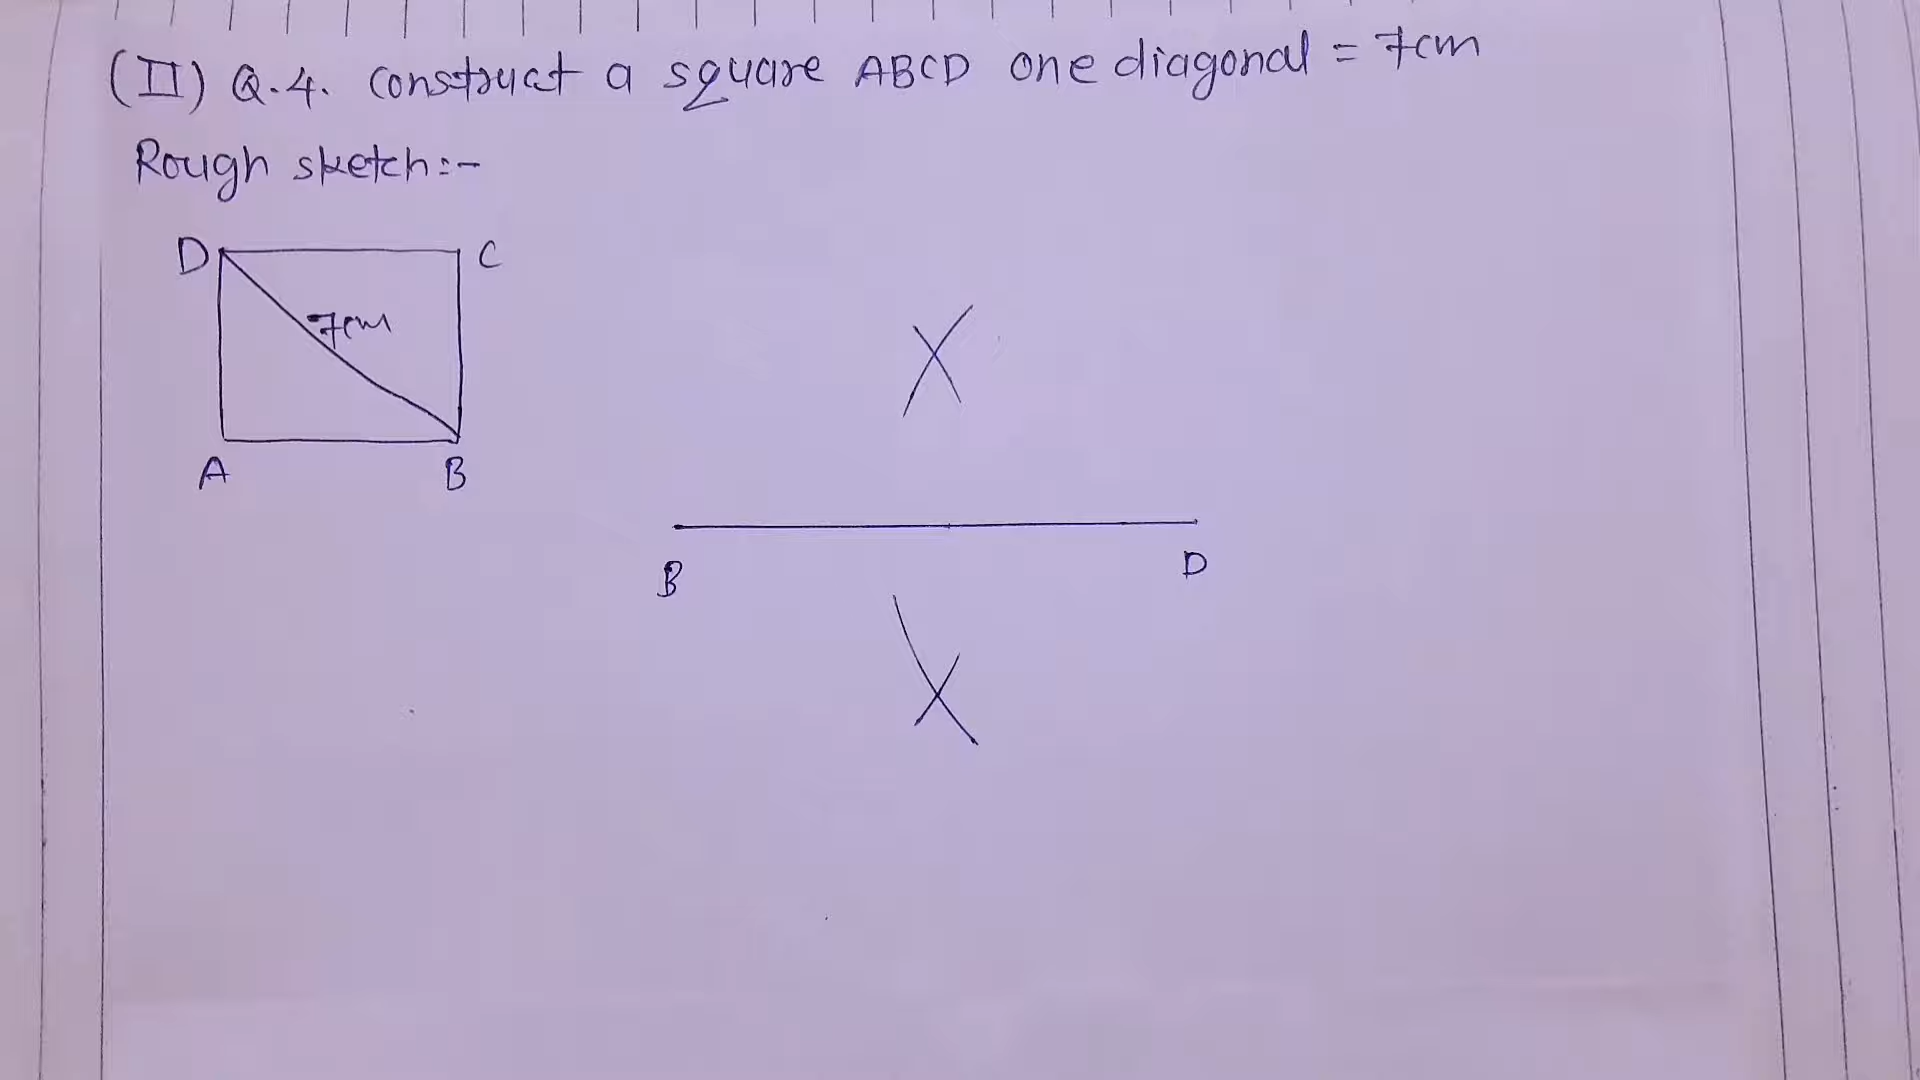 (II) Q.4. construct a square ABCD one diagonal = 7cm
Rough sketch:-
D C
7cm
A B
B D